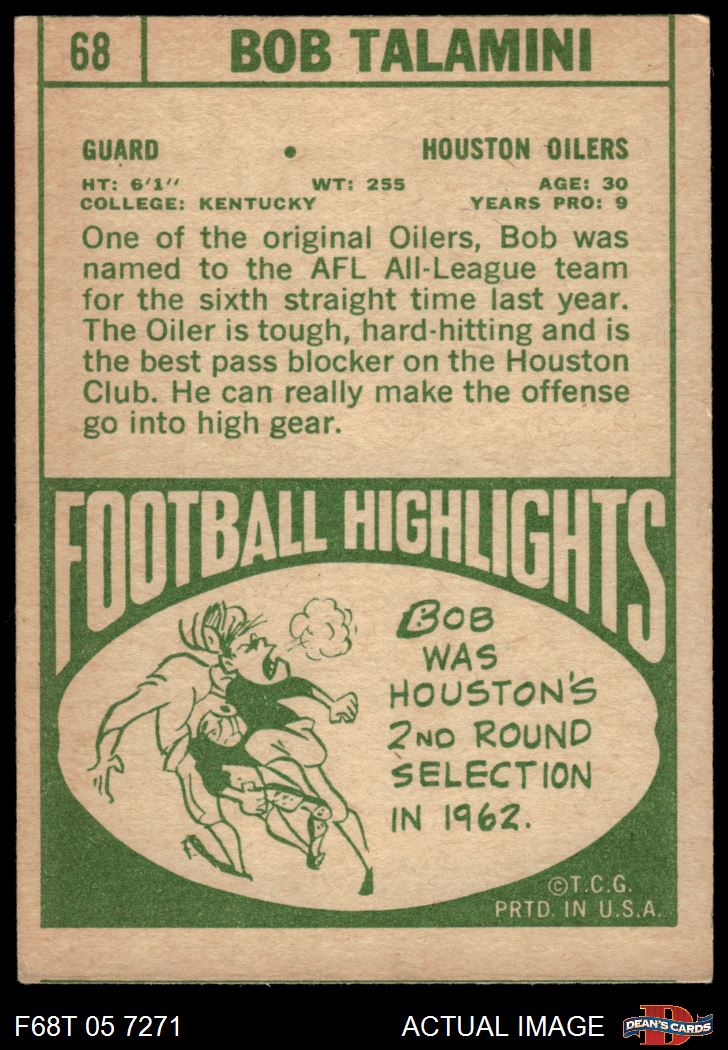 68
BOB TALAMINI
GUARD • HOUSTON OILERS
HT: 6'1" WT: 255 AGE: 30
COLLEGE: KENTUCKY YEARS PRO: 9
One of the original Oilers, Bob was
named to the AFL All-League team
for the sixth straight time last year.
The Oiler is tough, hard-hitting and is
the best pass blocker on the Houston
Club. He can really make the offense
go into high gear.
FOOTBALL HIGHLIGHTS
BOB
WAS
HOUSTON'S
2ND ROUND
SELECTION
IN 1962.
©T.C.G.
PRTD. IN U.S.A.
F68T 05 7271 ACTUAL IMAGE
D
DEAN'S CARDS